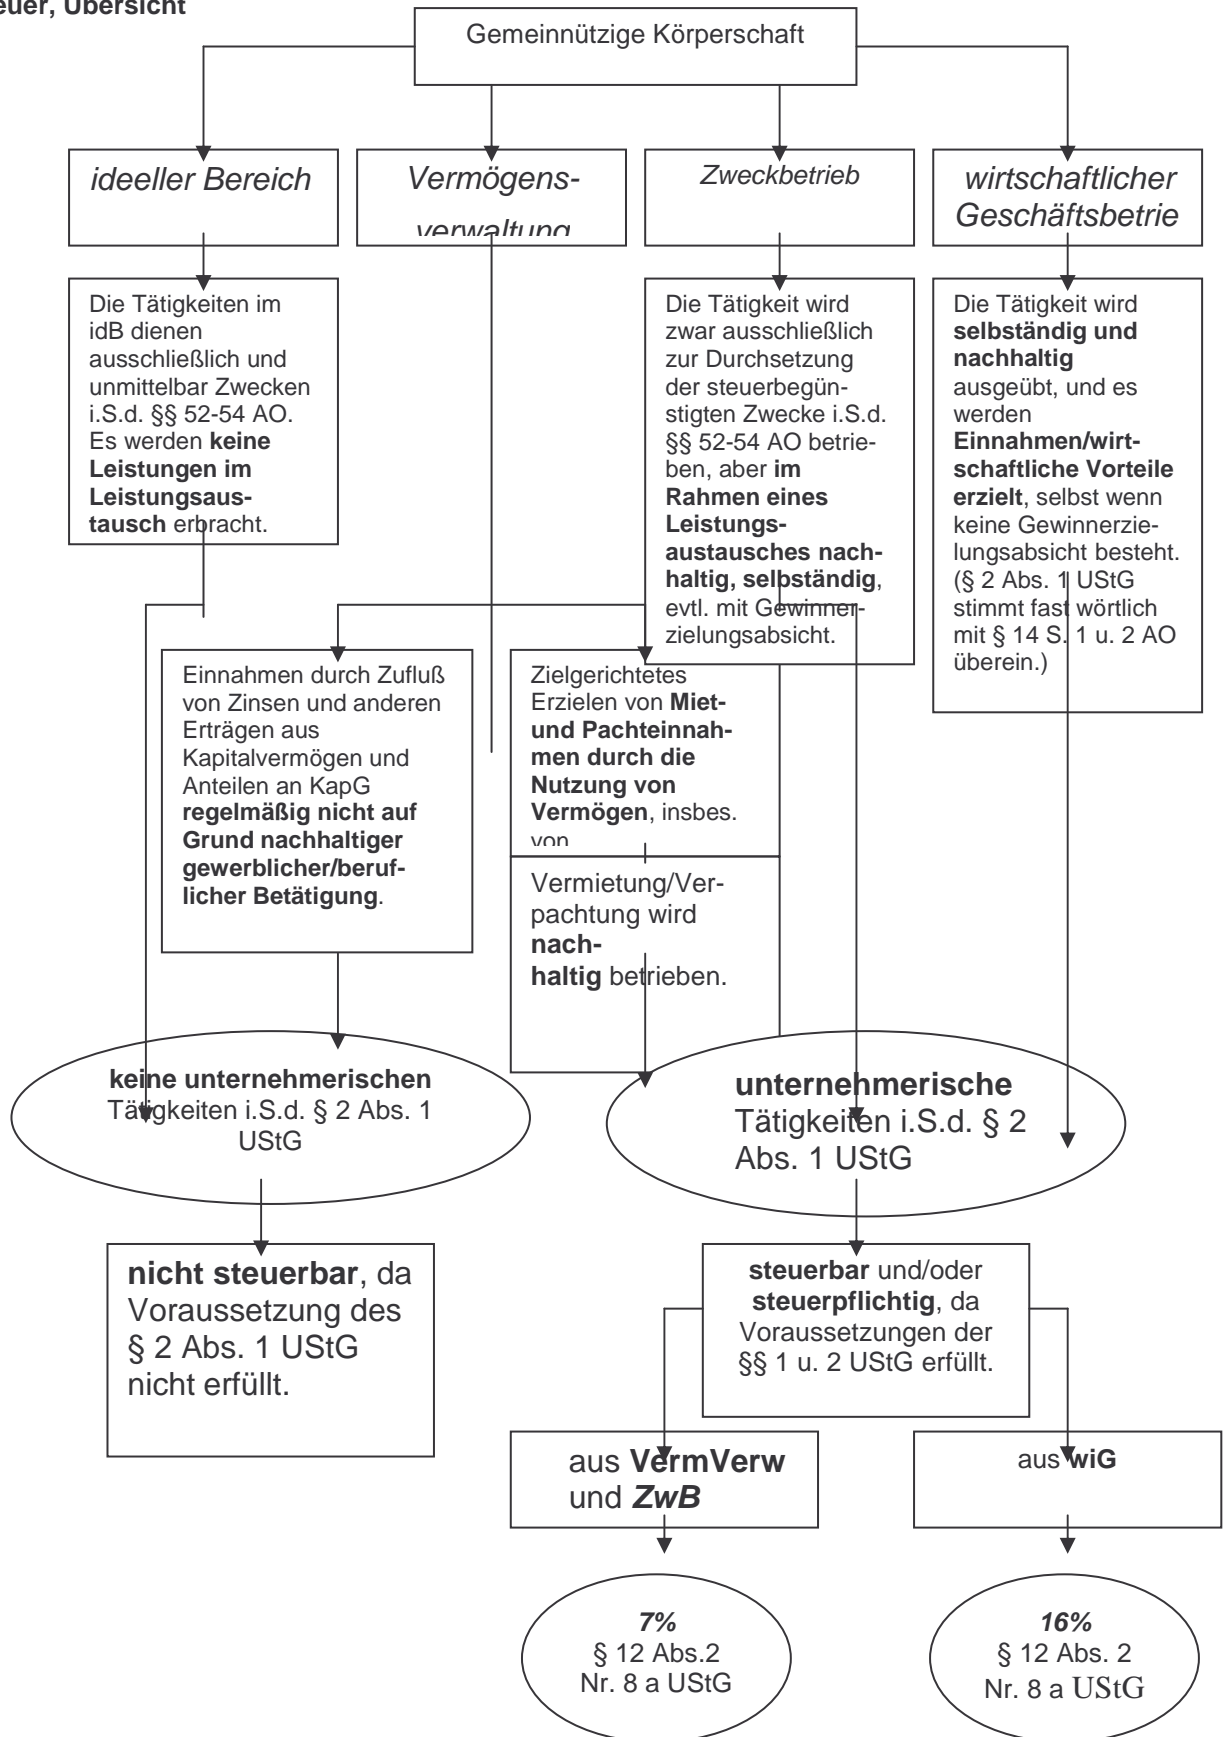 euer, Übersicht
Gemeinnützige Körperschaft
ideeller Bereich
Vermögens-
verwaltung
Zweckbetrieb
wirtschaftlicher
Geschäftsbetrie
Die Tätigkeiten im
idB dienen
ausschließlich und
unmittelbar Zwecken
i.S.d. §§ 52-54 AO.
Es werden keine
Leistungen im
Leistungsaus-
tausch erbracht.
Die Tätigkeit wird
zwar ausschließlich
zur Durchsetzung
der steuerbegün-
stigten Zwecke i.S.d.
§§ 52-54 AO betrie-
ben, aber im
Rahmen eines
Leistungs-
austausches nach-
haltig, selbständig,
evtl. mit Gewinner-
zielungsabsicht.
Die Tätigkeit wird
selbständig und
nachhaltig
ausgeübt, und es
werden
Einnahmen/wirt-
schaftliche Vorteile
erzielt, selbst wenn
keine Gewinnerzie-
lungsabsicht besteht.
(§ 2 Abs. 1 UStG
stimmt fast wörtlich
mit § 14 S. 1 u. 2 AO
überein.)
Einnahmen durch Zufluß
von Zinsen und anderen
Erträgen aus
Kapitalvermögen und
Anteilen an KapG
regelmäßig nicht auf
Grund nachhaltiger
gewerblicher/beruf-
licher Betätigung.
Zielgerichtetes
Erzielen von Miet-
und Pachteinnah-
men durch die
Nutzung von
Vermögen, insbes.
von
Vermietung/Ver-
pachtung wird
nach-
haltig betrieben.
keine unternehmerischen
Tätigkeiten i.S.d. § 2 Abs. 1
UStG
unternehmerische
Tätigkeiten i.S.d. § 2
Abs. 1 UStG
nicht steuerbar, da
Voraussetzung des
§ 2 Abs. 1 UStG
nicht erfüllt.
steuerbar und/oder
steuerpflichtig, da
Voraussetzungen der
§§ 1 u. 2 UStG erfüllt.
aus VermVerw
und ZwB
aus wiG
7%
§ 12 Abs.2
Nr. 8 a UStG
16%
§ 12 Abs. 2
Nr. 8 a UStG